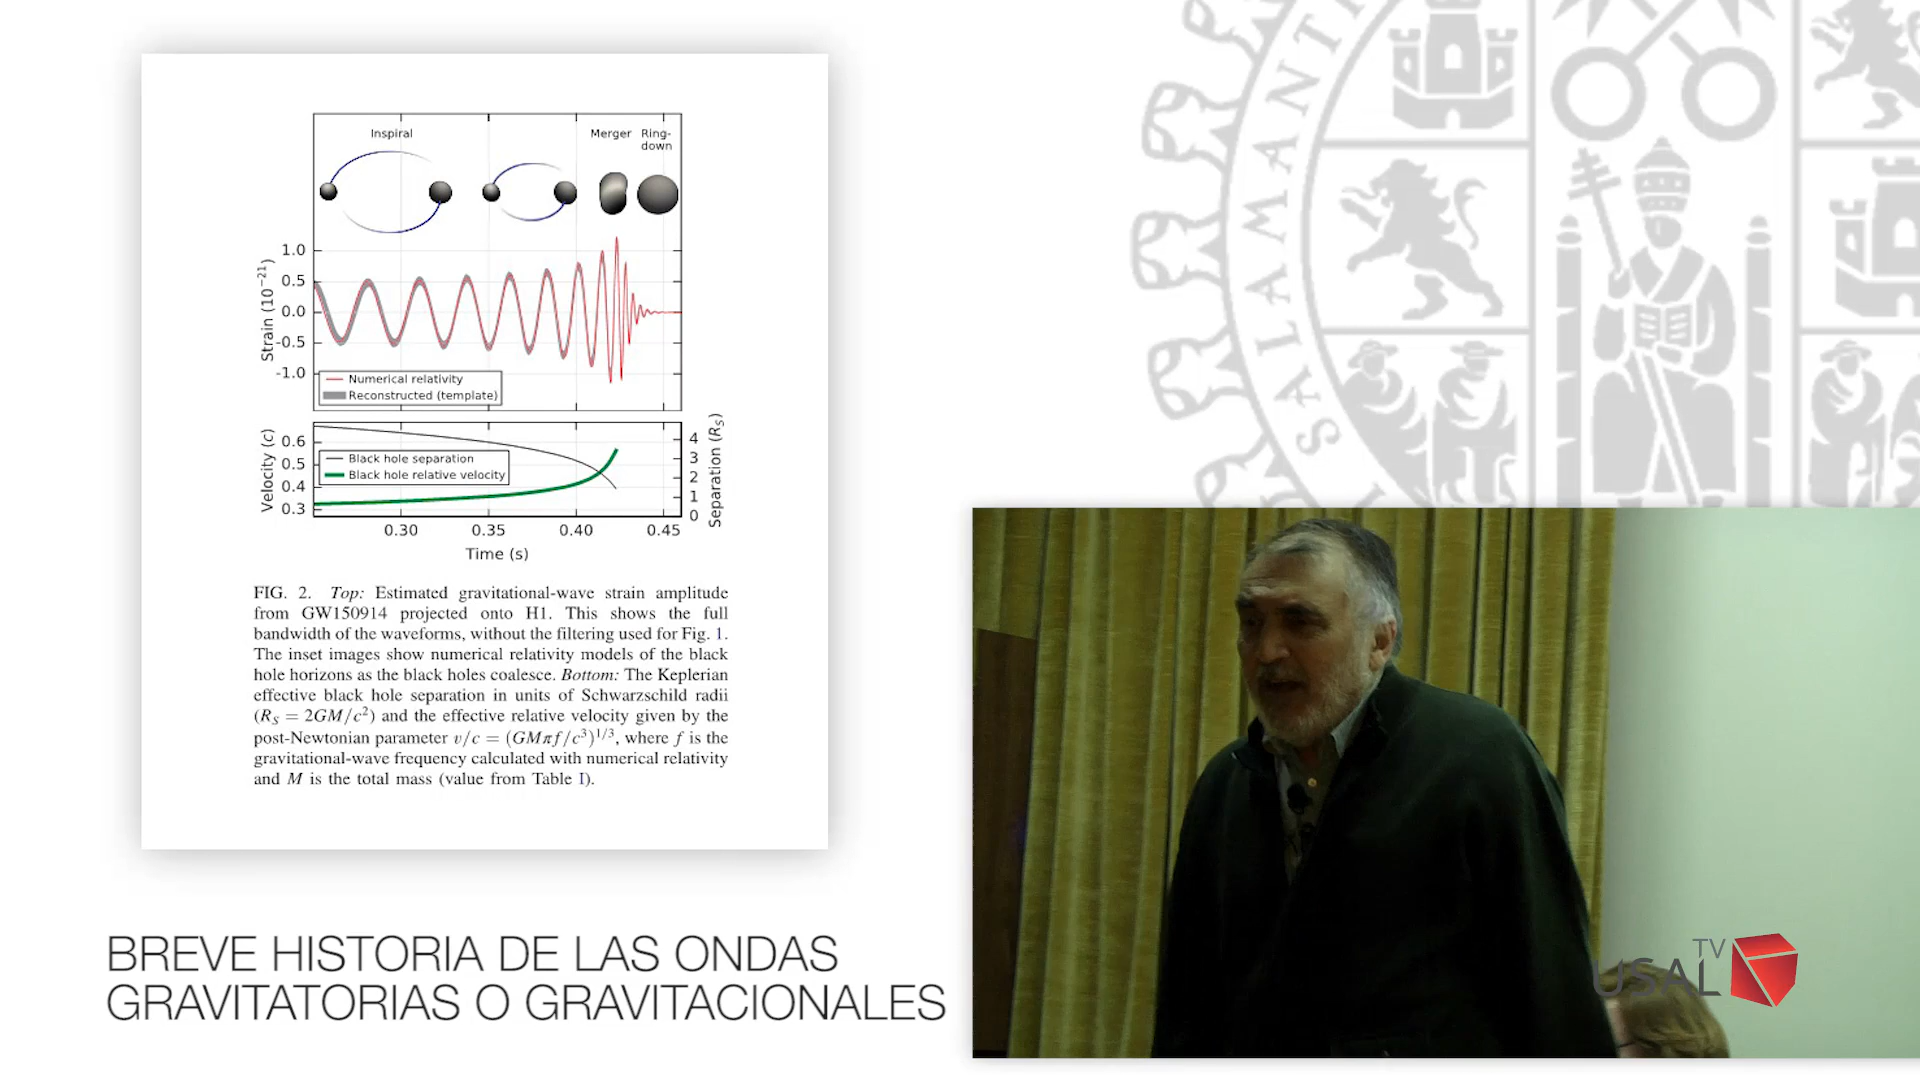 Inspiral
Merger
Ring-
down
1.0
0.5
0.0
-0.5
-1.0
Strain (10⁻²¹)
Numerical relativity
Reconstructed (template)
0.6
0.5
0.4
0.3
Velocity (c)
Black hole separation
Black hole relative velocity
4
3
2
1
0
Separation (R_S)
0.30 0.35 0.40 0.45
Time (s)
FIG. 2. Top: Estimated gravitational-wave strain amplitude
from GW150914 projected onto H1. This shows the full
bandwidth of the waveforms, without the filtering used for Fig. 1.
The inset images show numerical relativity models of the black
hole horizons as the black holes coalesce. Bottom: The Keplerian
effective black hole separation in units of Schwarzschild radii
(R_S = 2GM/c²) and the effective relative velocity given by the
post-Newtonian parameter v/c = (GMπf/c³)^1/3, where f is the
gravitational-wave frequency calculated with numerical relativity
and M is the total mass (value from Table I).
BREVE HISTORIA DE LAS ONDAS
GRAVITATORIAS O GRAVITACIONALES
SALAMANTI
TV
USAL